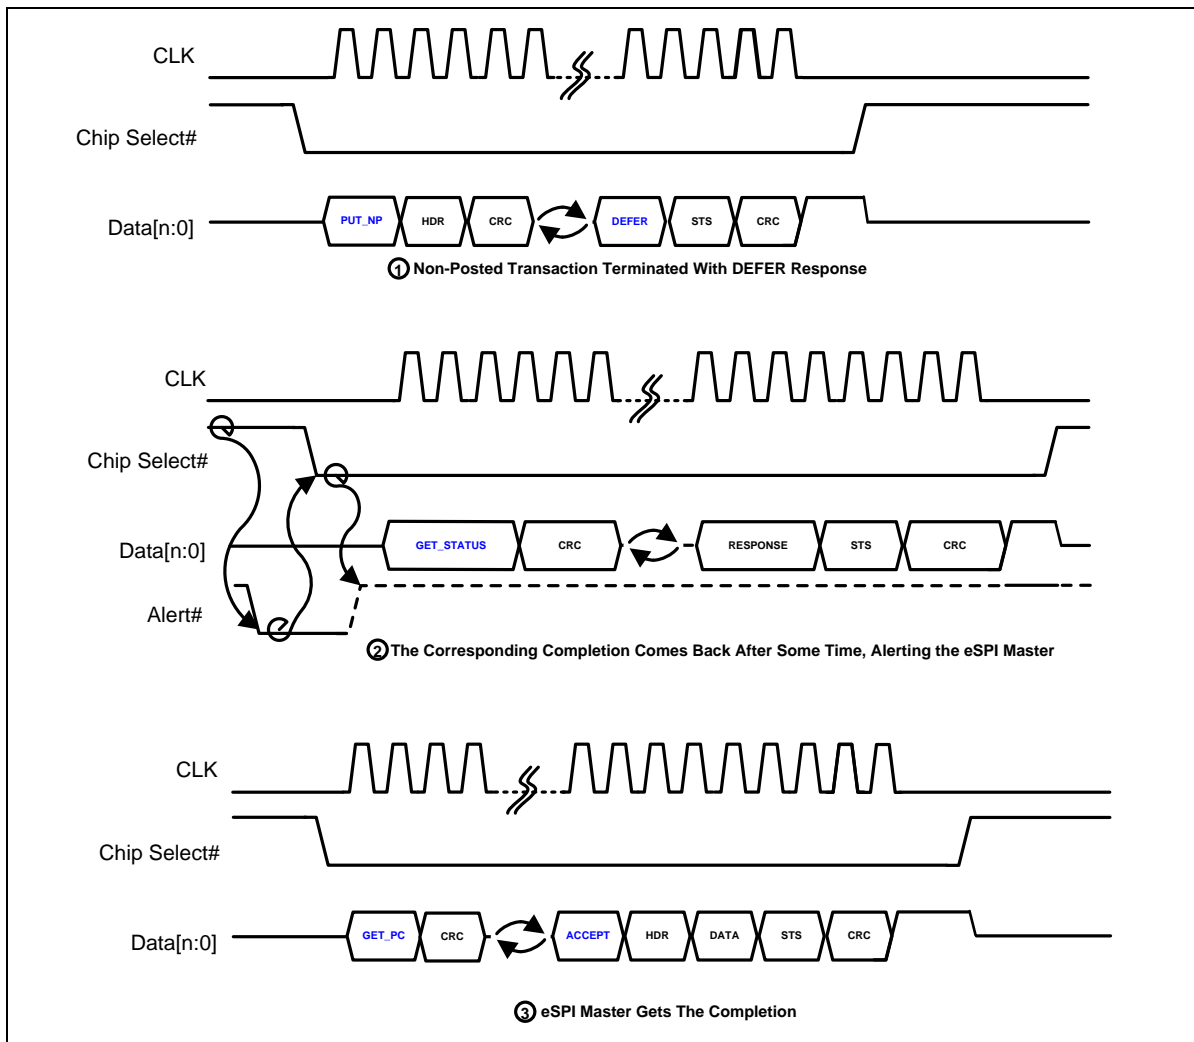 CLK
Chip Select#
Data[n:0] PUT_NP HDR CRC DEFER STS CRC
1 Non-Posted Transaction Terminated With DEFER Response
CLK
Chip Select#
Data[n:0] GET_STATUS CRC RESPONSE STS CRC
Alert#
2 The Corresponding Completion Comes Back After Some Time, Alerting the eSPI Master
CLK
Chip Select#
Data[n:0] GET_PC CRC ACCEPT HDR DATA STS CRC
3 eSPI Master Gets The Completion